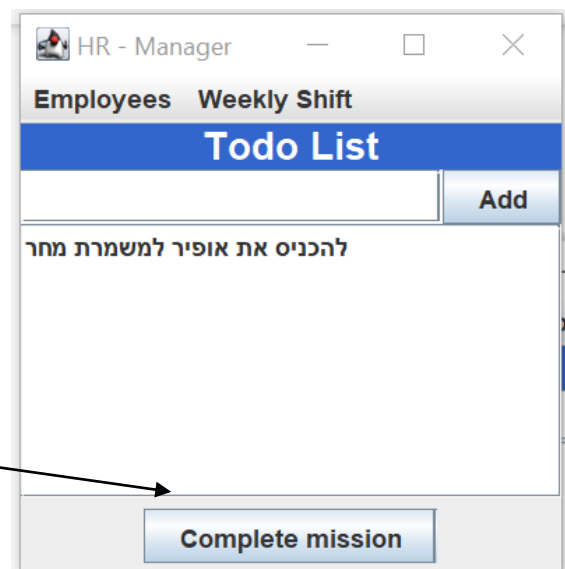 HR - Manager
Employees Weekly Shift
Todo List
Add
להכניס את אופיר למשמרת מחר
Complete mission